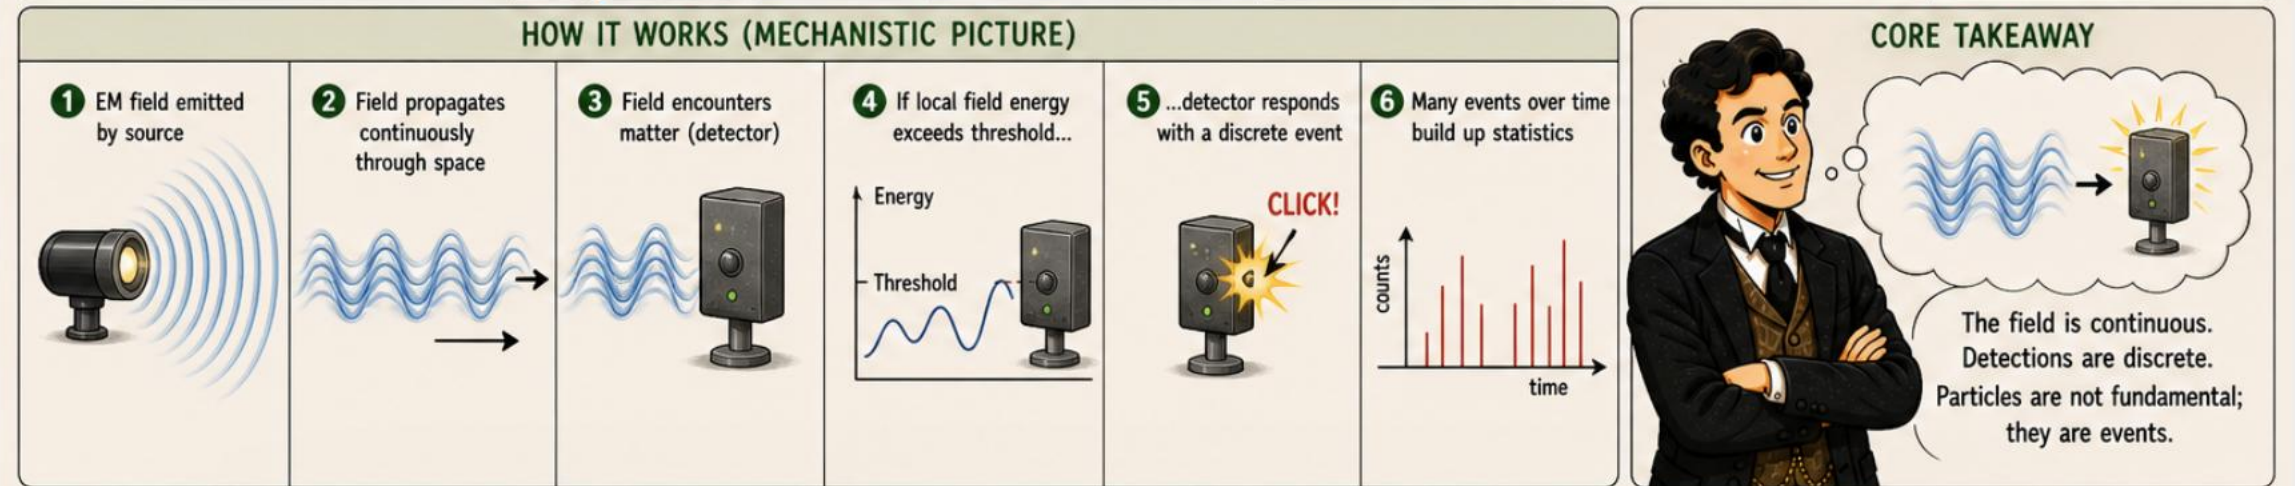 HOW IT WORKS (MECHANISTIC PICTURE)
1 EM field emitted
by source
2 Field propagates
continuously
through space
3 Field encounters
matter (detector)
4 If local field energy
exceeds threshold...
Energy
Threshold
5 ...detector responds
with a discrete event
CLICK!
6 Many events over time
build up statistics
counts
time
CORE TAKEAWAY
The field is continuous.
Detections are discrete.
Particles are not fundamental;
they are events.